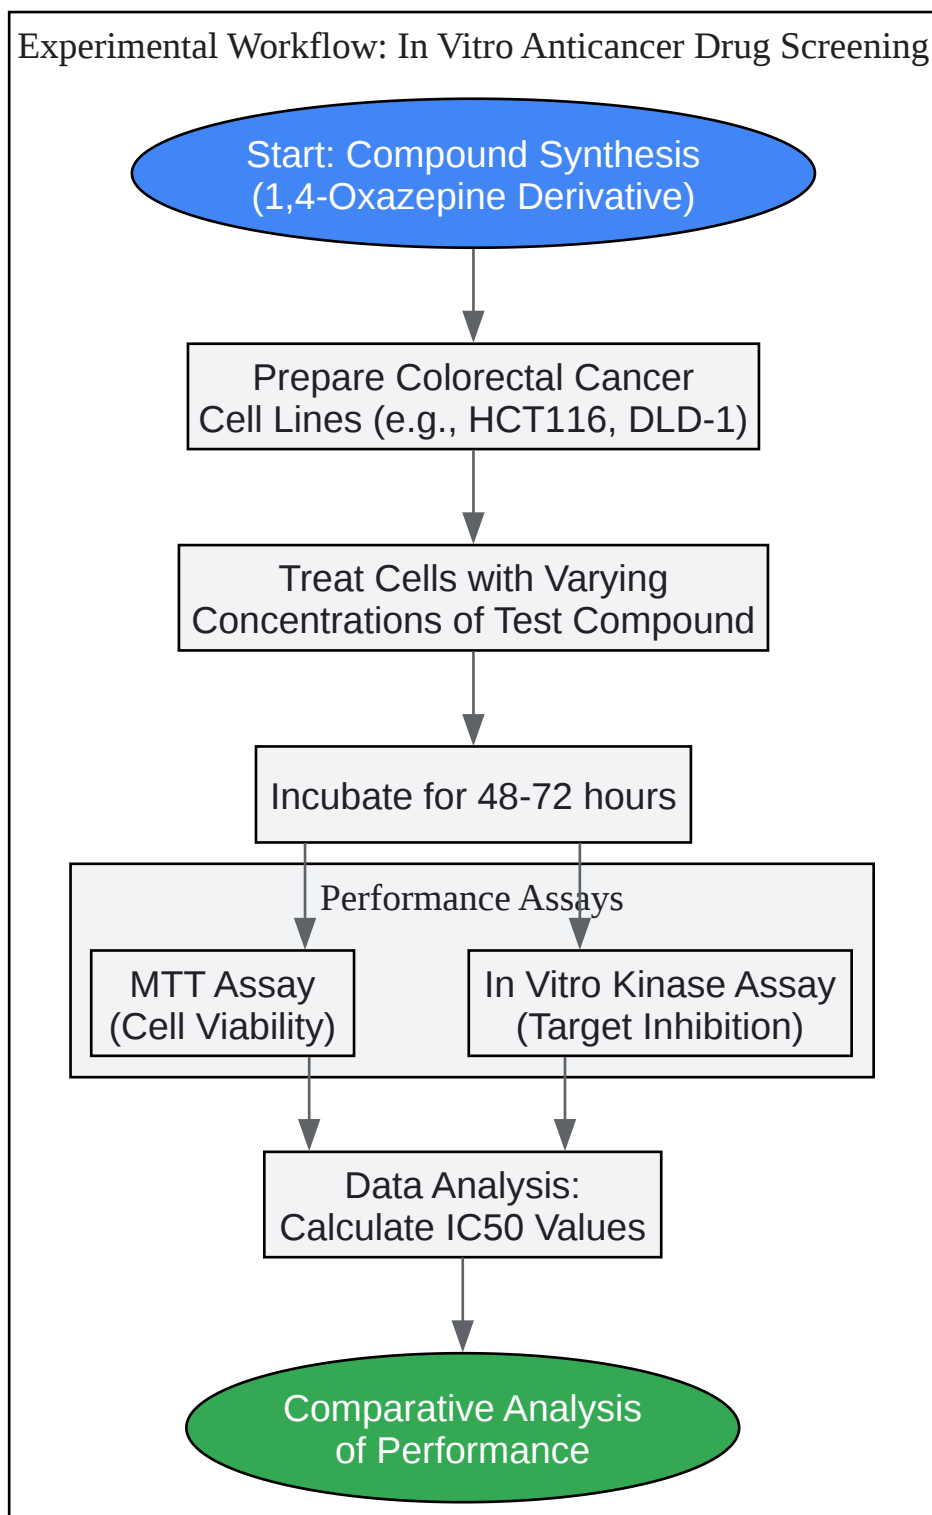 Experimental Workflow: In Vitro Anticancer Drug Screening
Start: Compound Synthesis
(1,4-Oxazepine Derivative)
Prepare Colorectal Cancer
Cell Lines (e.g., HCT116, DLD-1)
Treat Cells with Varying
Concentrations of Test Compound
Incubate for 48-72 hours
Performance Assays
MTT Assay
(Cell Viability)
In Vitro Kinase Assay
(Target Inhibition)
Data Analysis:
Calculate IC50 Values
Comparative Analysis
of Performance